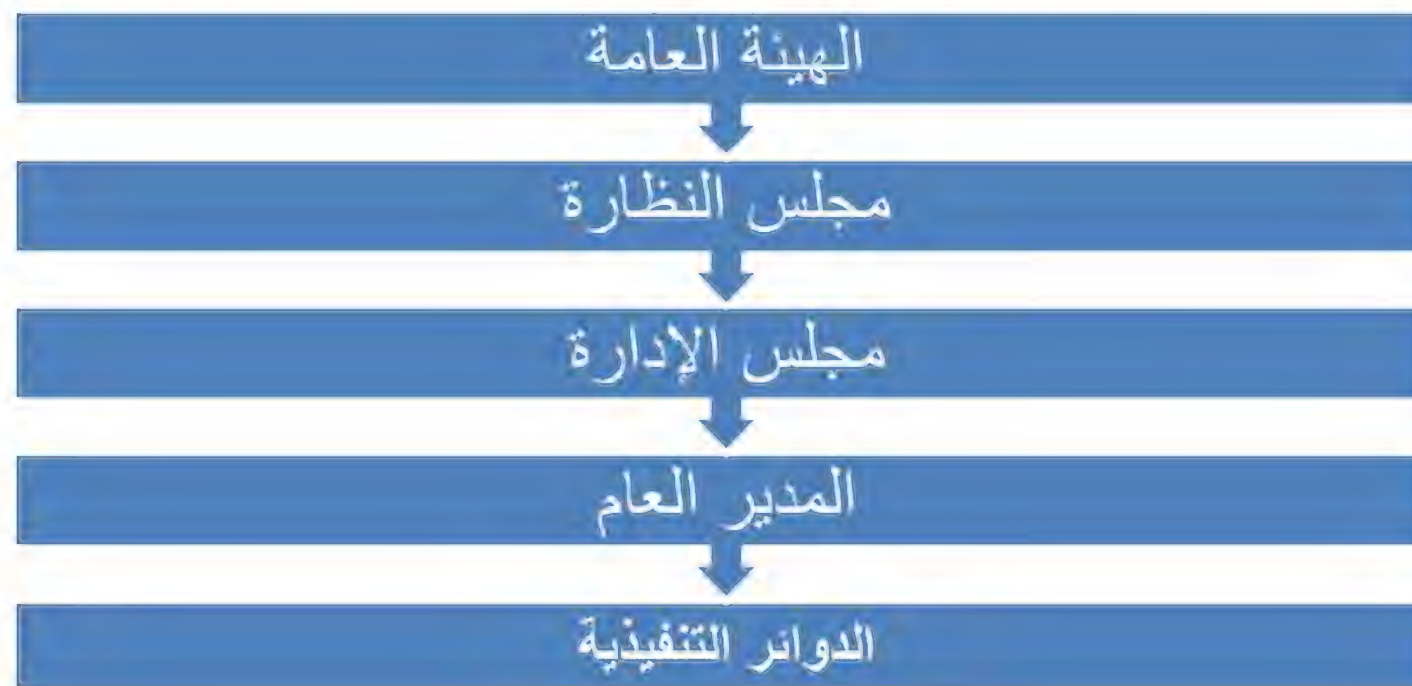 الهيئة العامة
مجلس النظارة
مجلس الإدارة
المدير العام
الدوائر التنفيذية